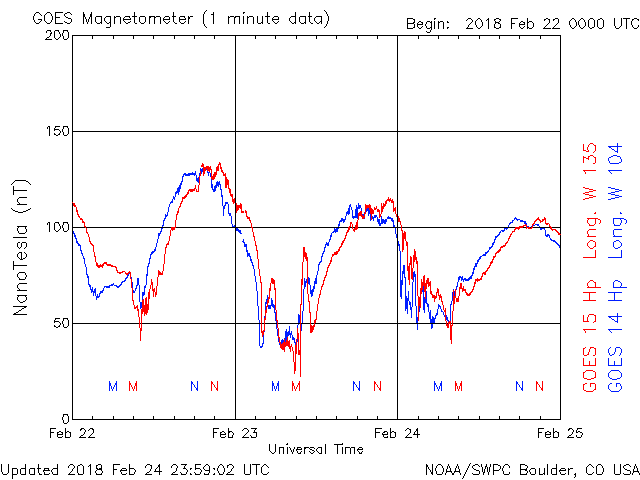 GOES Magnetometer (1 minute data)
Begin: 2018 Feb 22 0000 UTC
200
150
100
50
0
NanoTesla (nT)
M M N N M M N N M M N N
Feb 22 Feb 23 Feb 24 Feb 25
Universal Time
GOES 15 Hp Long. W 135
GOES 14 Hp Long. W 104
Updated 2018 Feb 24 23:59:02 UTC
NOAA/SWPC Boulder, CO USA